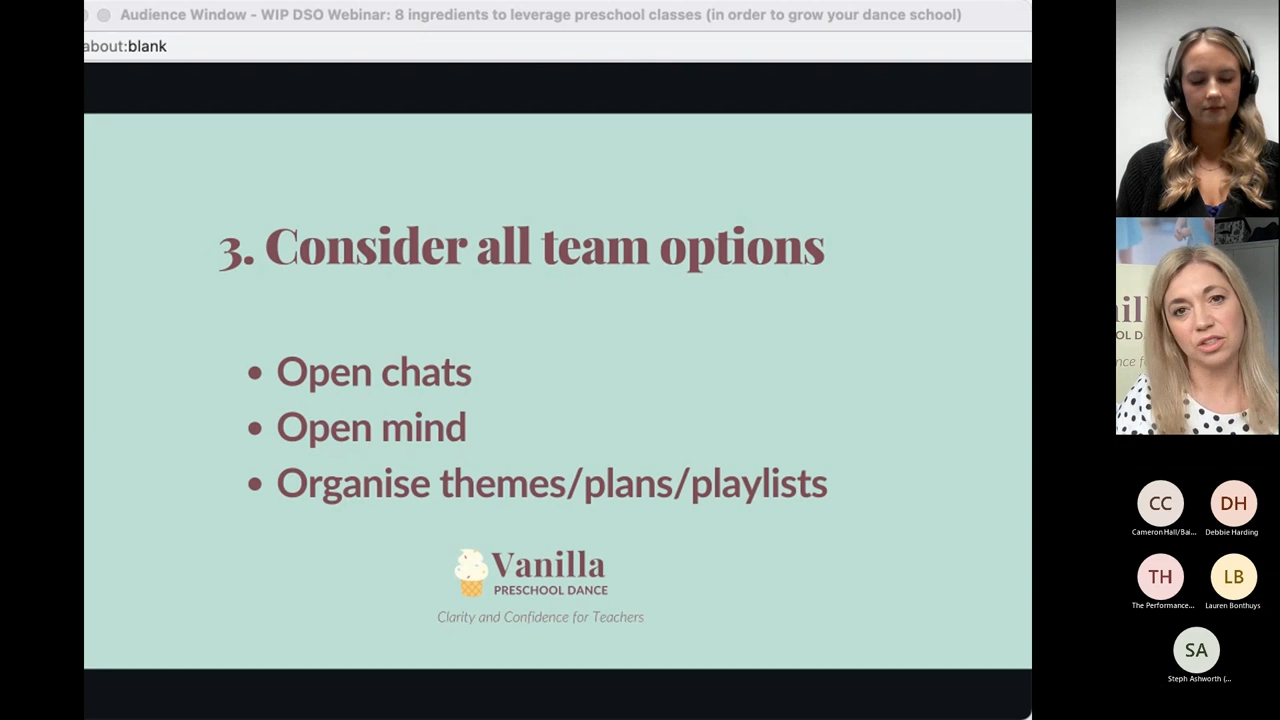 Audience Window - WIP DSO Webinar: 8 ingredients to leverage preschool classes (in order to grow your dance school)
about:blank
3. Consider all team options
• Open chats
• Open mind
• Organise themes/plans/playlists
Vanilla
PRESCHOOL DANCE
Clarity and Confidence for Teachers
CC
DH
Cameron Hall/Bai...
Debbie Harding
TH
LB
The Performance...
Lauren Bonthuys
SA
Steph Ashworth (...